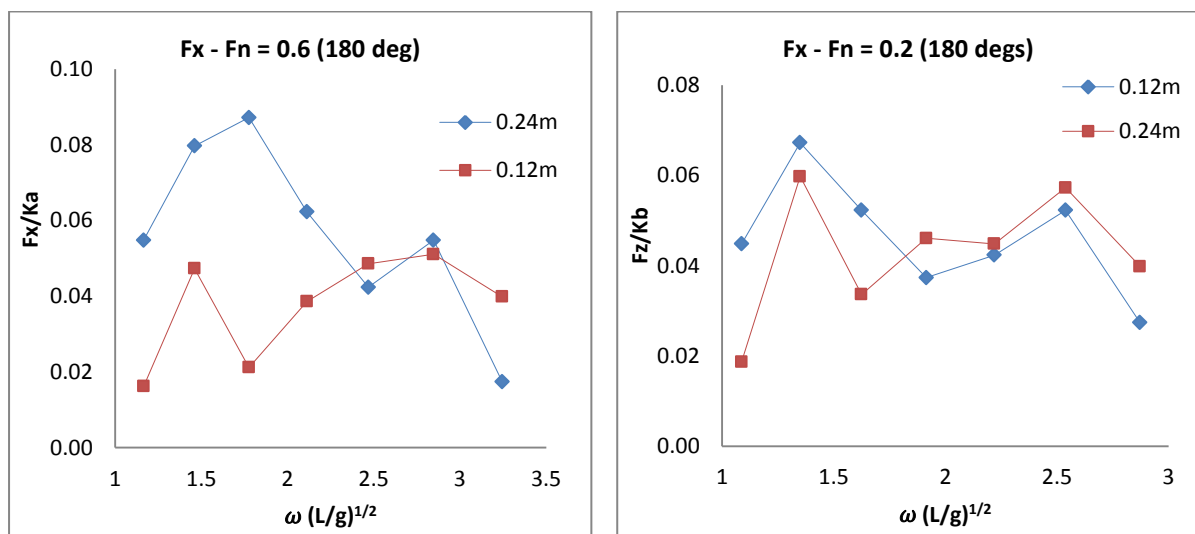 Fx - Fn = 0.6 (180 deg)
0.10
0.08
0.06
0.04
0.02
0.00
Fx/Ka
0.24m
0.12m
1
1.5
2
2.5
3
3.5
ω (L/g)1/2
Fx - Fn = 0.2 (180 degs)
0.08
0.06
0.04
0.02
0.00
Fz/Kb
0.12m
0.24m
1
1.5
2
2.5
3
ω (L/g)1/2